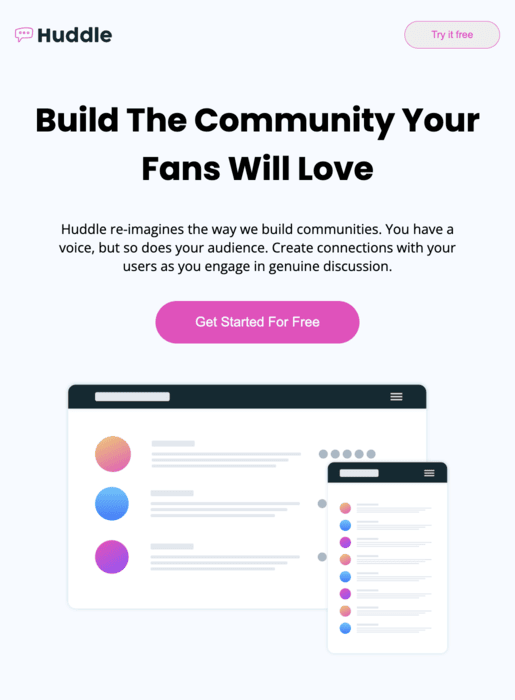 Huddle
Try it free
Build The Community Your
Fans Will Love
Huddle re-imagines the way we build communities. You have a
voice, but so does your audience. Create connections with your
users as you engage in genuine discussion.
Get Started For Free